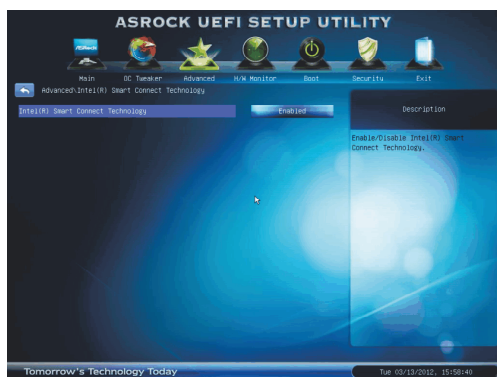 ASROCK UEFI SETUP UTILITY
ASRock
Main OC Tweaker Advanced H/W Monitor Boot Security Exit
Advanced\Intel(R) Smart Connect Technology
Intel(R) Smart Connect Technology Enabled
Description
Enable/Disable Intel(R) Smart
Connect Technology.
Tomorrow's Technology Today
Tue 03/13/2012, 15:58:40